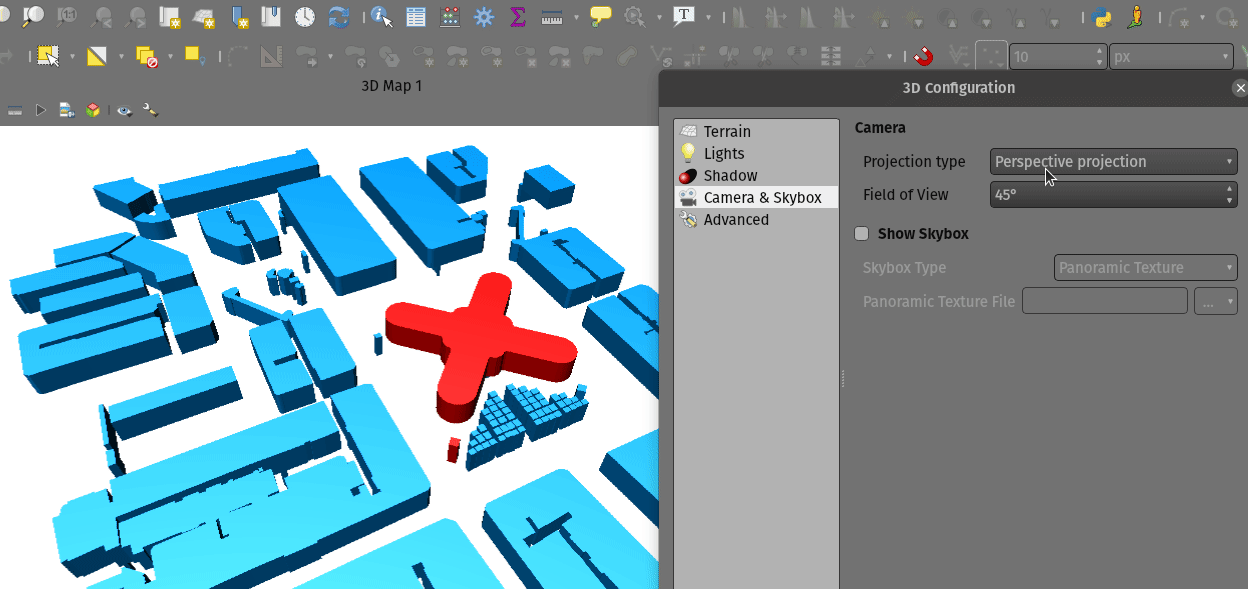 10
px
3D Map 1
3D Configuration
Terrain
Lights
Shadow
Camera & Skybox
Advanced
Camera
Projection type
Perspective projection
Field of View
45°
Show Skybox
Skybox Type
Panoramic Texture
Panoramic Texture File
...